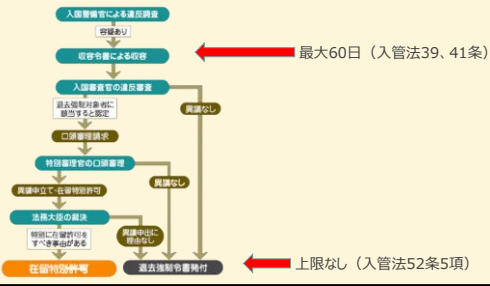 入国警備官による違反調査
容疑あり
収容令書による収容
最大60日（入管法39、41条）
入国審査官の違反審査
退去強制対象者に
該当すると認定
異議なし
口頭審理請求
特別審理官の口頭審理
異議なし
異議申立て・在留特別許可
法務大臣の裁決
特別に在留許可を
すべき事由がある
異議申出に
理由なし
在留特別許可
退去強制令書発付
上限なし（入管法52条5項）